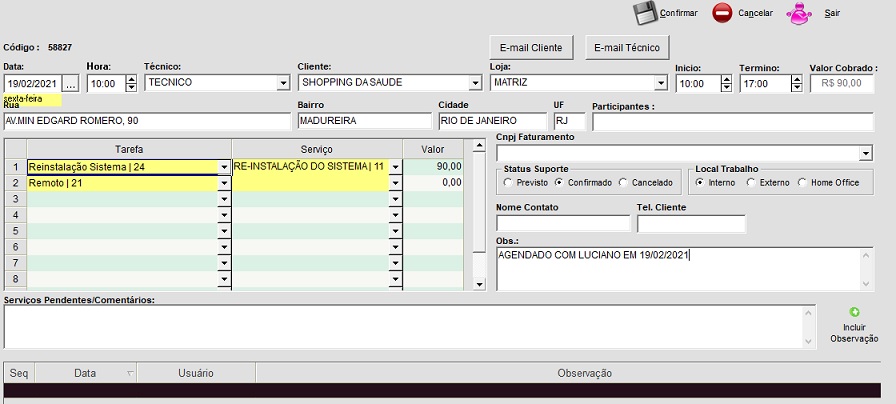 Confirmar Cancelar Sair
Código : 58827
E-mail Cliente E-mail Técnico
Data: Hora: Técnico: Cliente: Loja: Inicio: Termino: Valor Cobrado :
19/02/2021 ... 10:00 TECNICO SHOPPING DA SAUDE MATRIZ 10:00 17:00 R$ 90,00
sexta-feira
Rua Bairro Cidade UF Participantes :
AV.MIN EDGARD ROMERO, 90 MADUREIRA RIO DE JANEIRO RJ
Cnpj Faturamento
Tarefa Serviço Valor
1 Reinstalação Sistema | 24 RE-INSTALAÇÃO DO SISTEMA | 11 90,00
2 Remoto | 21 0,00
3
4
5
6
7
8
Status Suporte Local Trabalho
Previsto Confirmado Cancelado Interno Externo Home Office
Nome Contato Tel. Cliente
Obs.:
AGENDADO COM LUCIANO EM 19/02/2021
Serviços Pendentes/Comentários:
Incluir
Observação
Seq Data Usuário Observação